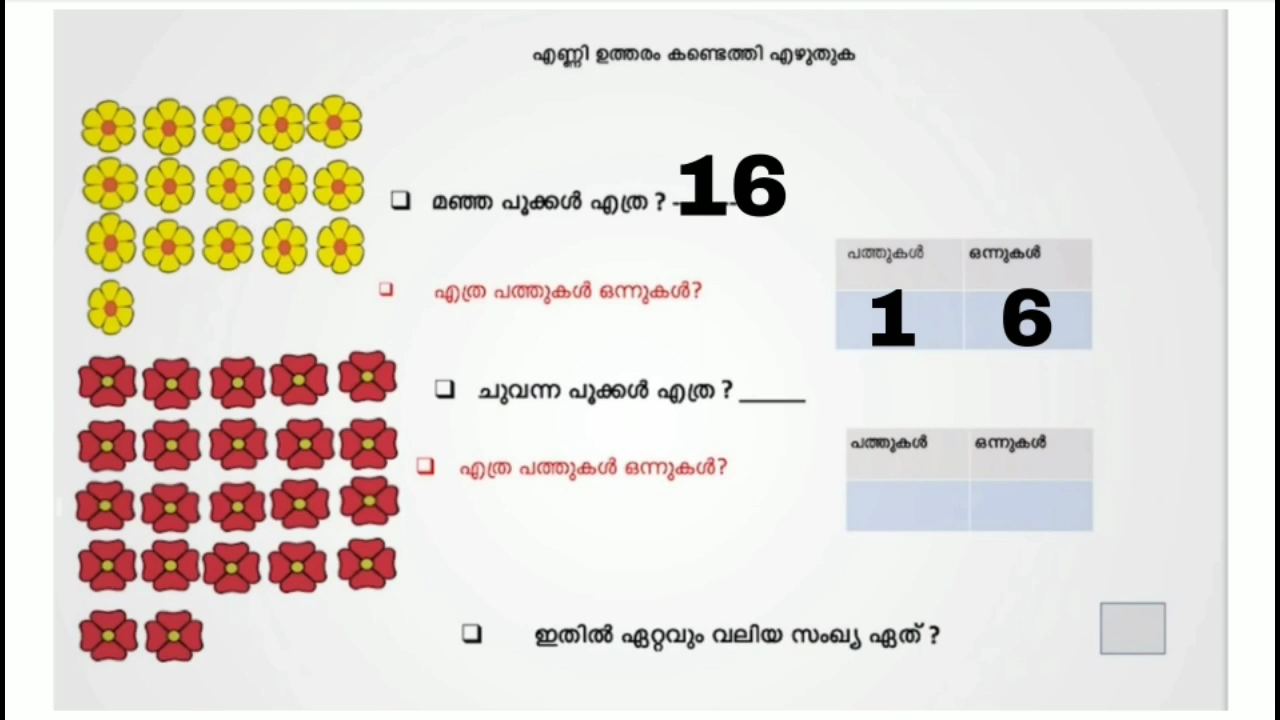 എണ്ണി ഉത്തരം കണ്ടെത്തി എഴുതുക
മഞ്ഞ പൂക്കൾ എത്ര ? 16
എത്ര പത്തുകൾ ഒന്നുകൾ?
പത്തുകൾ ഒന്നുകൾ
1 6
ചുവന്ന പൂക്കൾ എത്ര ? _____
എത്ര പത്തുകൾ ഒന്നുകൾ?
പത്തുകൾ ഒന്നുകൾ
ഇതിൽ ഏറ്റവും വലിയ സംഖ്യ ഏത് ?